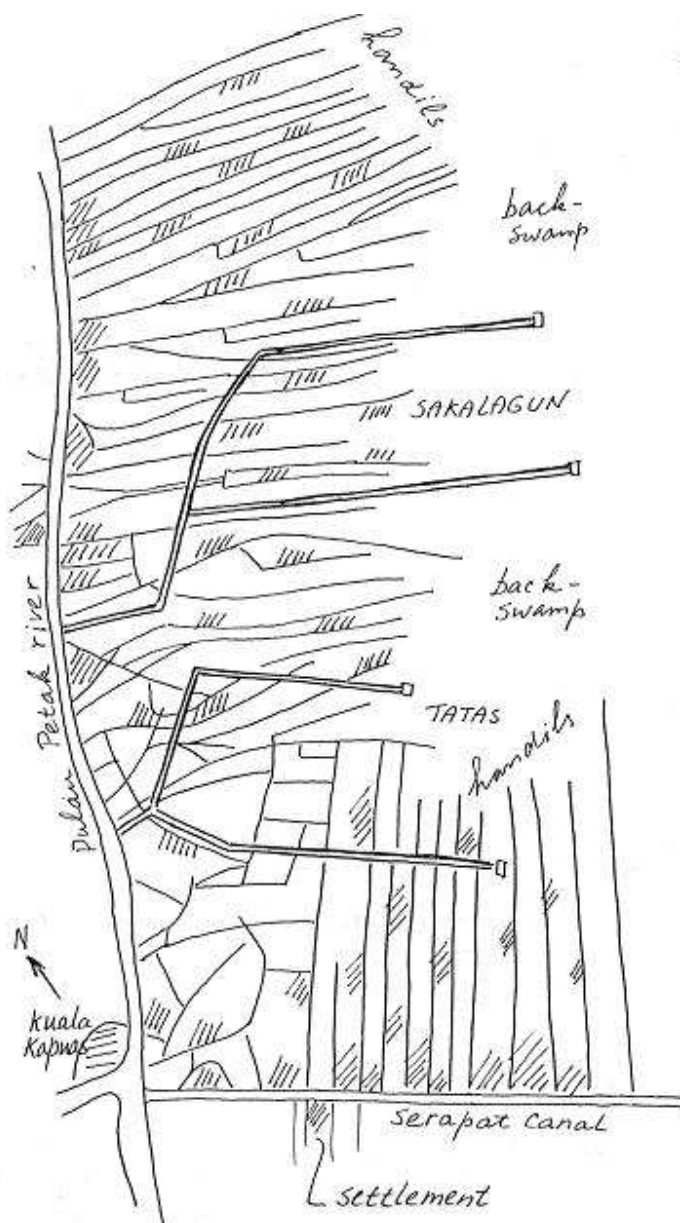 handils
back-
swamp
SAKALAGUN
back-
swamp
Pulau Petak river
TATAS
handils
N
kuala
Kapuas
Serapat Canal
settlement